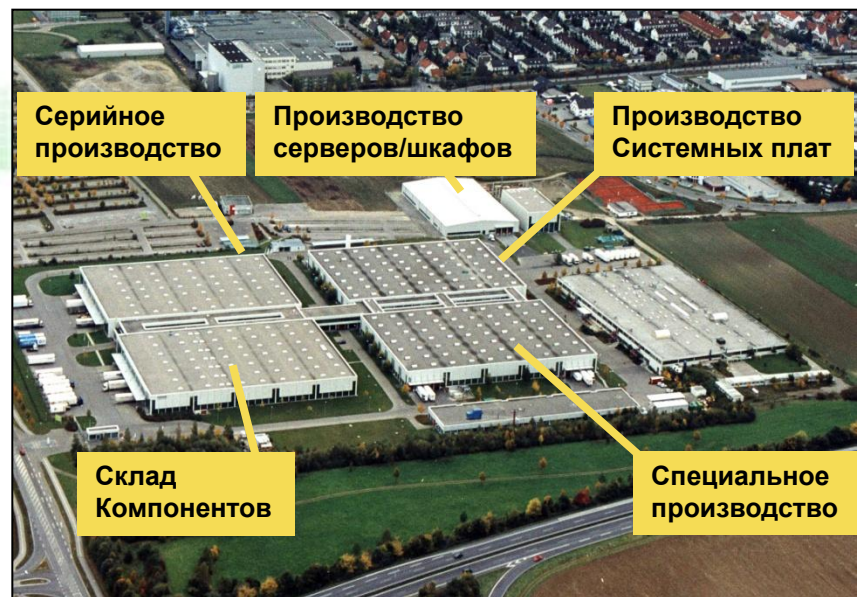 Серийное
производство
Производство
серверов/шкафов
Производство
Системных плат
Склад
Компонентов
Специальное
производство